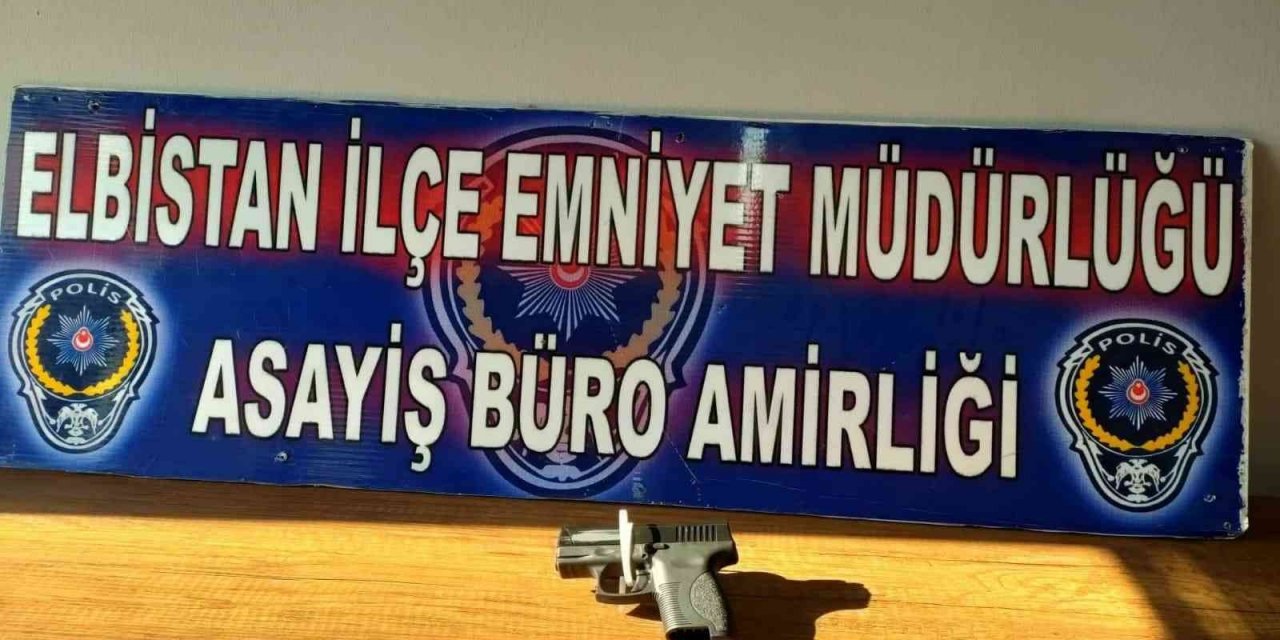 ELBİSTAN İLÇE EMNİYET MÜDÜRLÜĞÜ
ASAYİŞ BÜRO AMİRLİĞİ
POLİS
POLİS